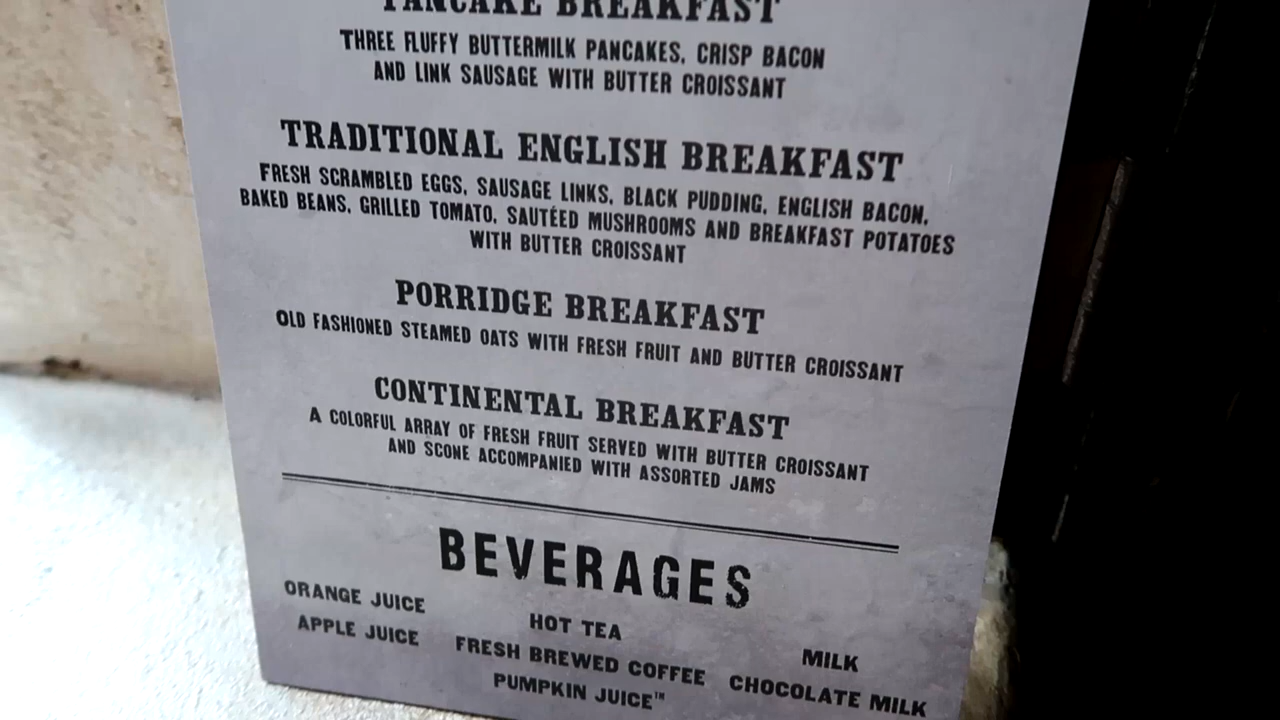 PANCAKE BREAKFAST
THREE FLUFFY BUTTERMILK PANCAKES, CRISP BACON
AND LINK SAUSAGE WITH BUTTER CROISSANT
TRADITIONAL ENGLISH BREAKFAST
FRESH SCRAMBLED EGGS, SAUSAGE LINKS, BLACK PUDDING, ENGLISH BACON,
BAKED BEANS, GRILLED TOMATO, SAUTÉED MUSHROOMS AND BREAKFAST POTATOES
WITH BUTTER CROISSANT
PORRIDGE BREAKFAST
OLD FASHIONED STEAMED OATS WITH FRESH FRUIT AND BUTTER CROISSANT
CONTINENTAL BREAKFAST
A COLORFUL ARRAY OF FRESH FRUIT SERVED WITH BUTTER CROISSANT
AND SCONE ACCOMPANIED WITH ASSORTED JAMS
BEVERAGES
ORANGE JUICE
APPLE JUICE
HOT TEA
FRESH BREWED COFFEE
PUMPKIN JUICE™
MILK
CHOCOLATE MILK